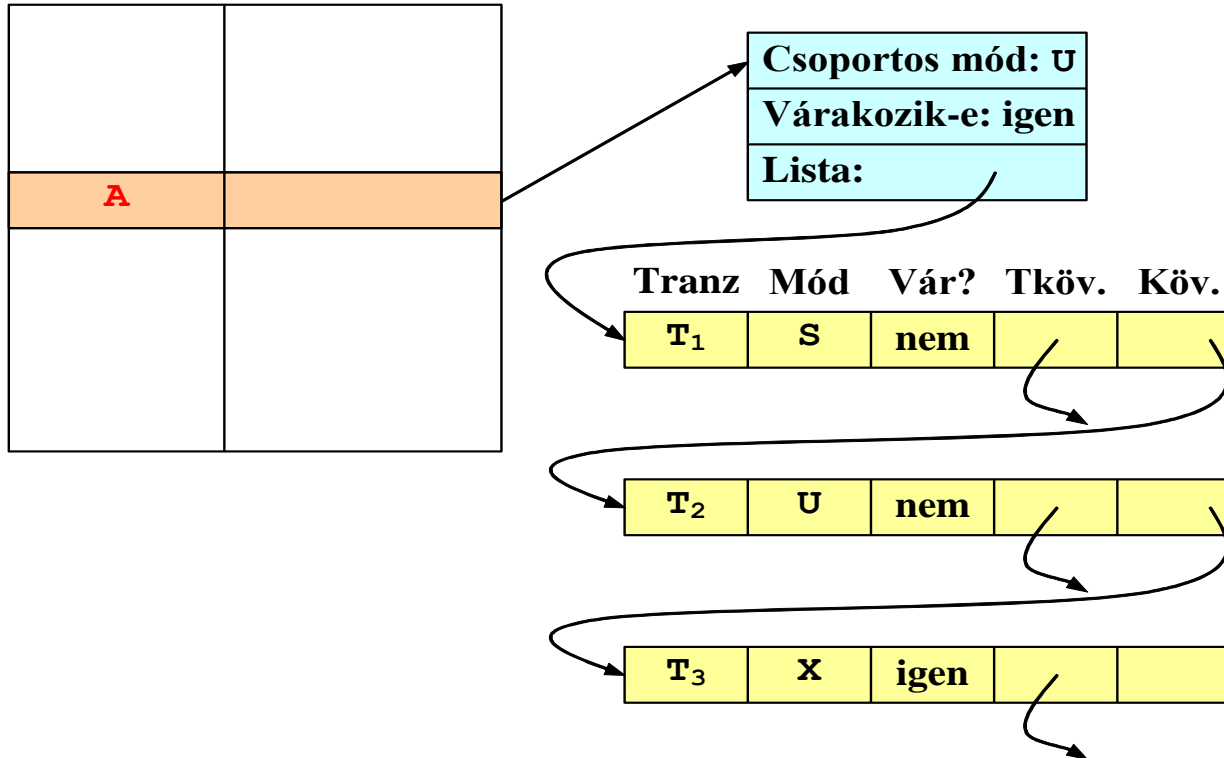 Csoportos mód: U
Várakozik-e: igen
A
Lista:
Tranz Mód Vár? Tköv. Köv.
T₁ S nem
T₂ U nem
T₃ X igen